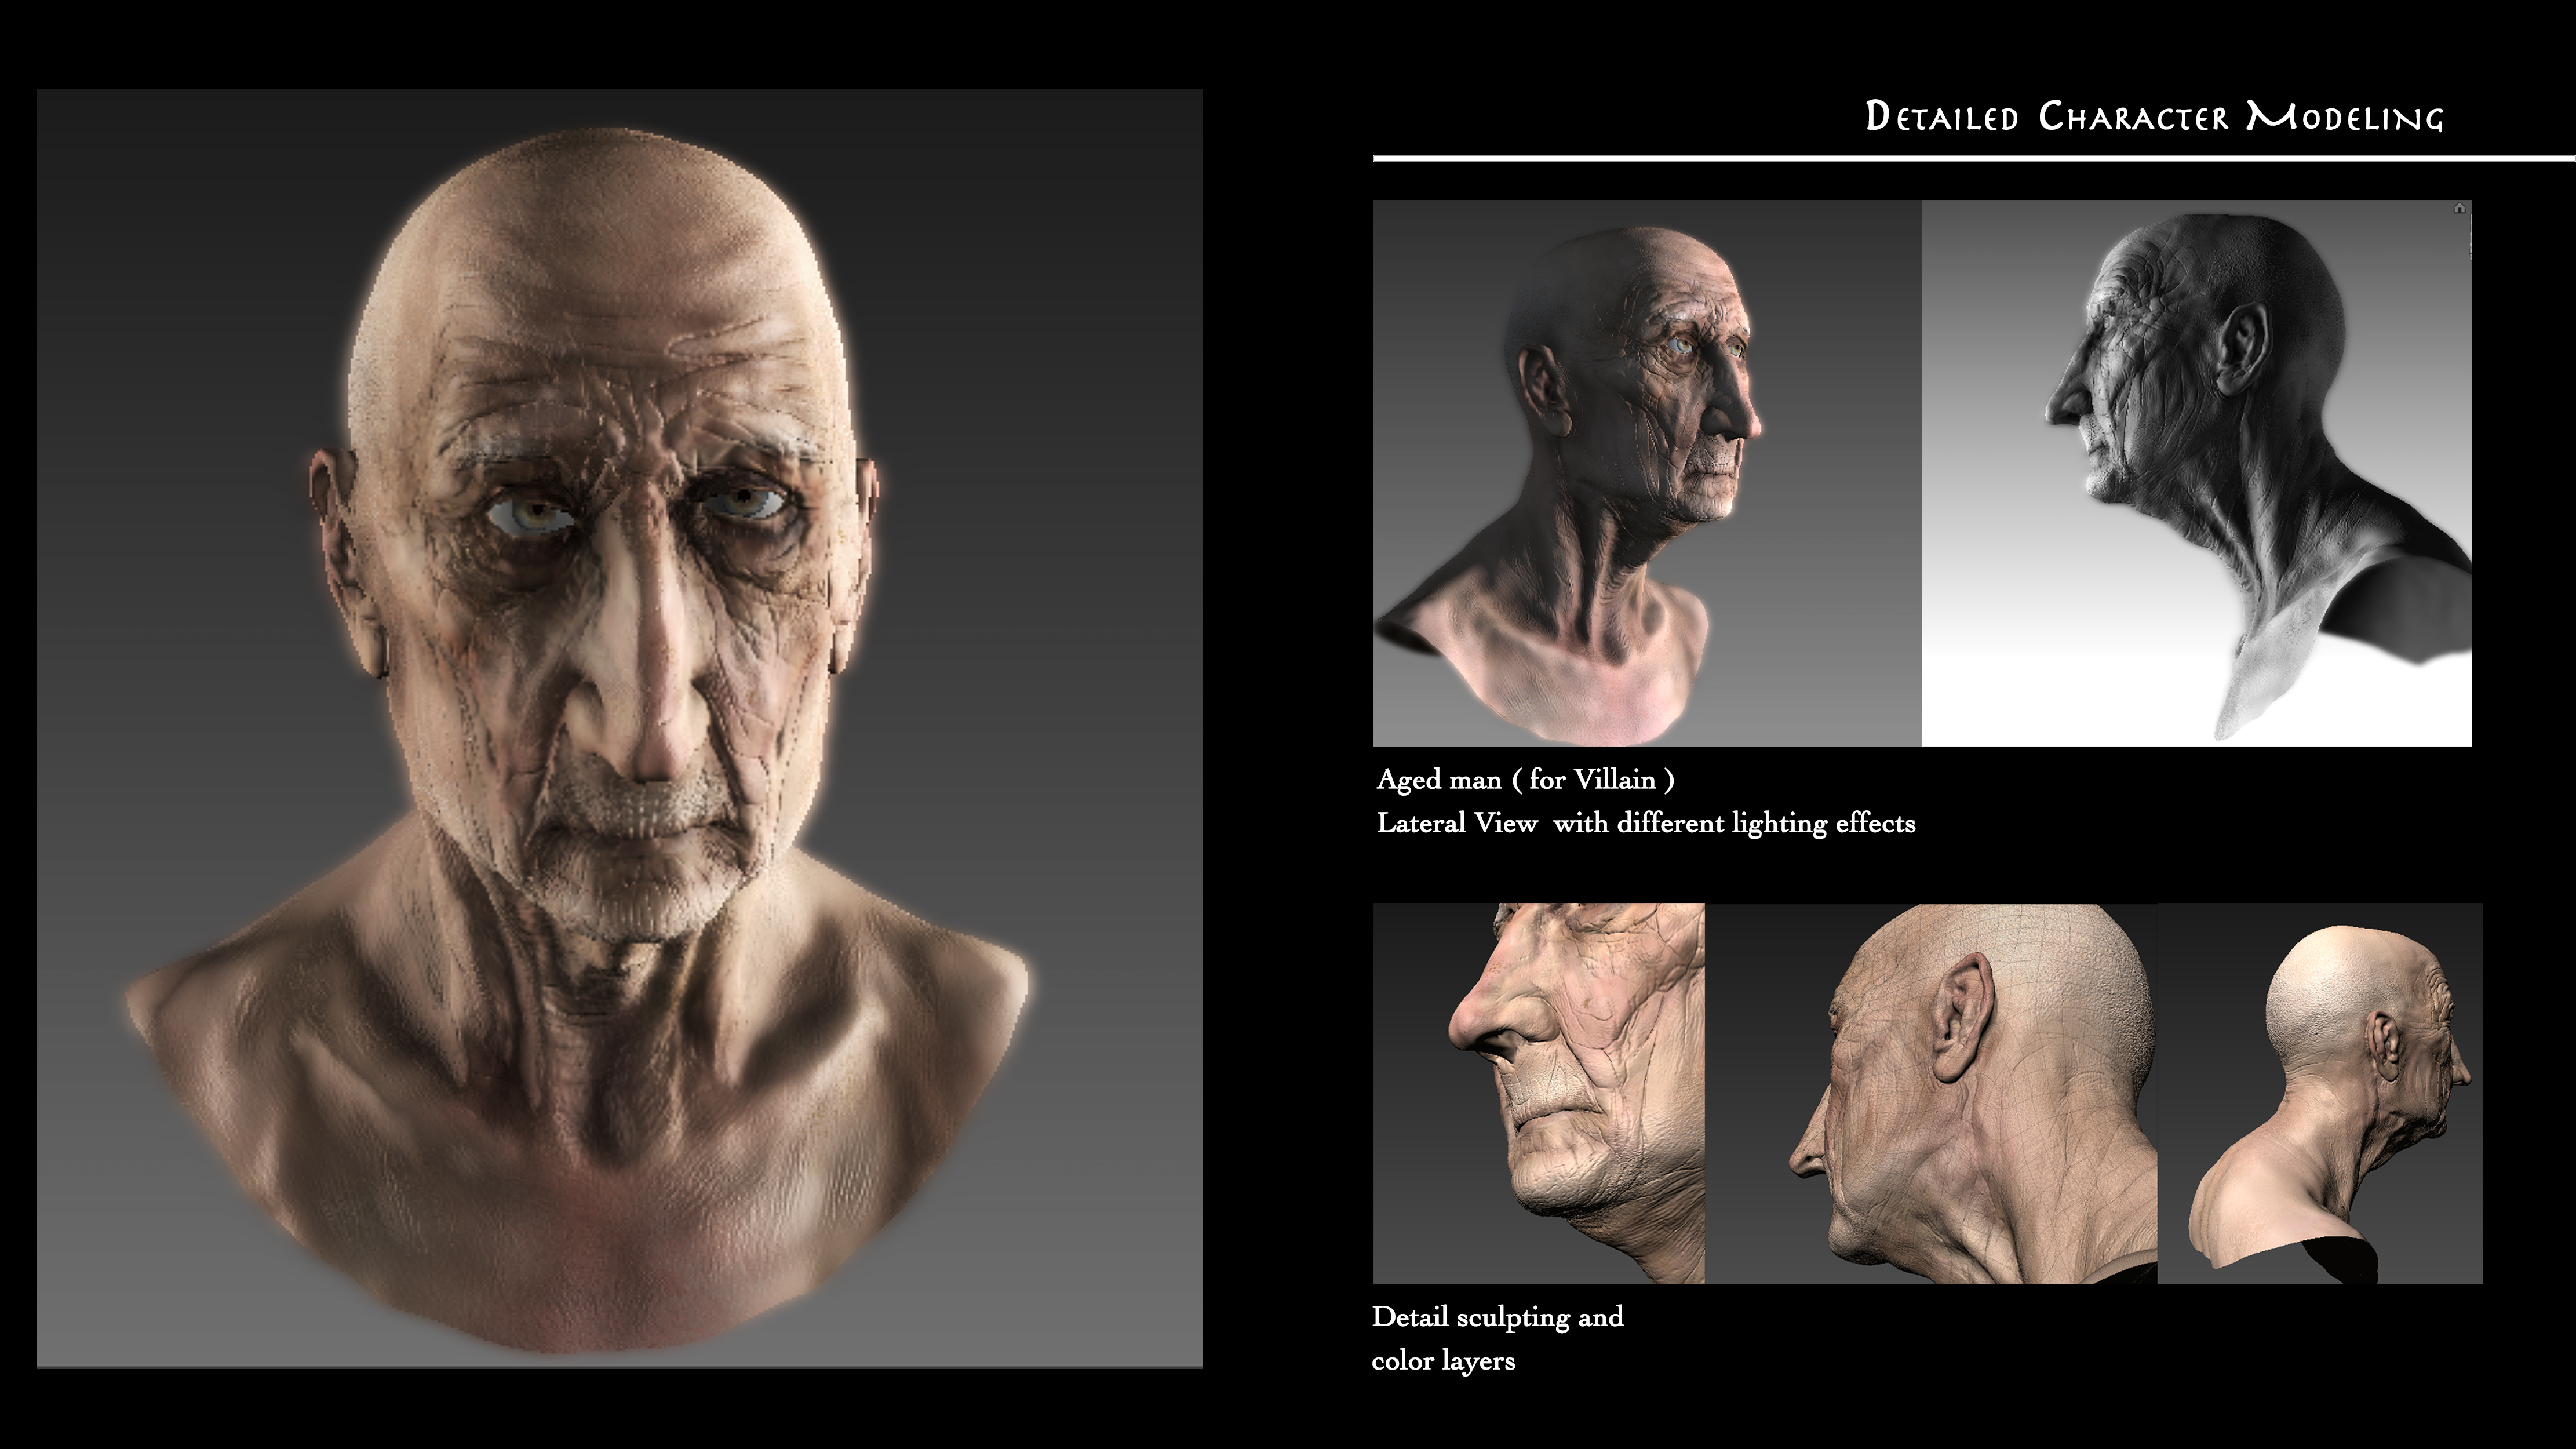 Detailed Character Modeling
Aged man ( for Villain )
Lateral View with different lighting effects
Detail sculpting and
color layers